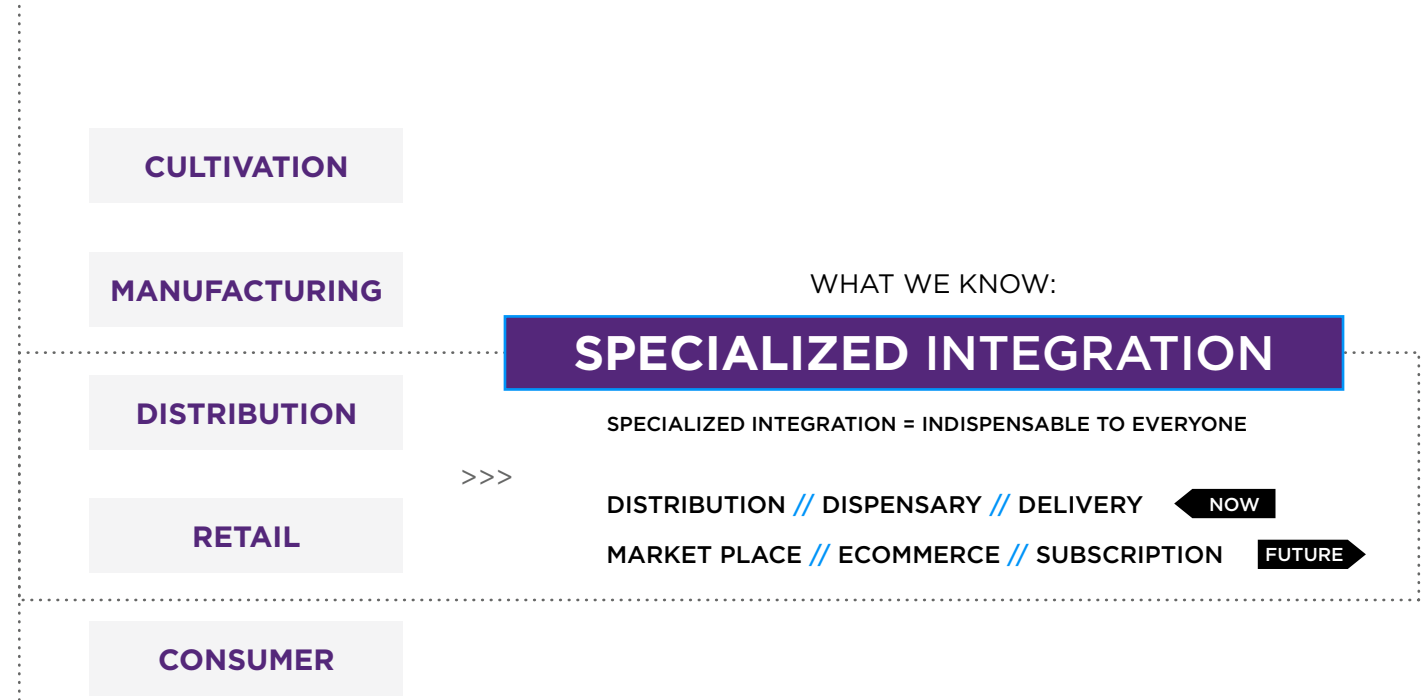 CULTIVATION
MANUFACTURING
DISTRIBUTION
RETAIL
CONSUMER
>>>
WHAT WE KNOW:
SPECIALIZED INTEGRATION
SPECIALIZED INTEGRATION = INDISPENSABLE TO EVERYONE
DISTRIBUTION // DISPENSARY // DELIVERY NOW
MARKET PLACE // ECOMMERCE // SUBSCRIPTION FUTURE